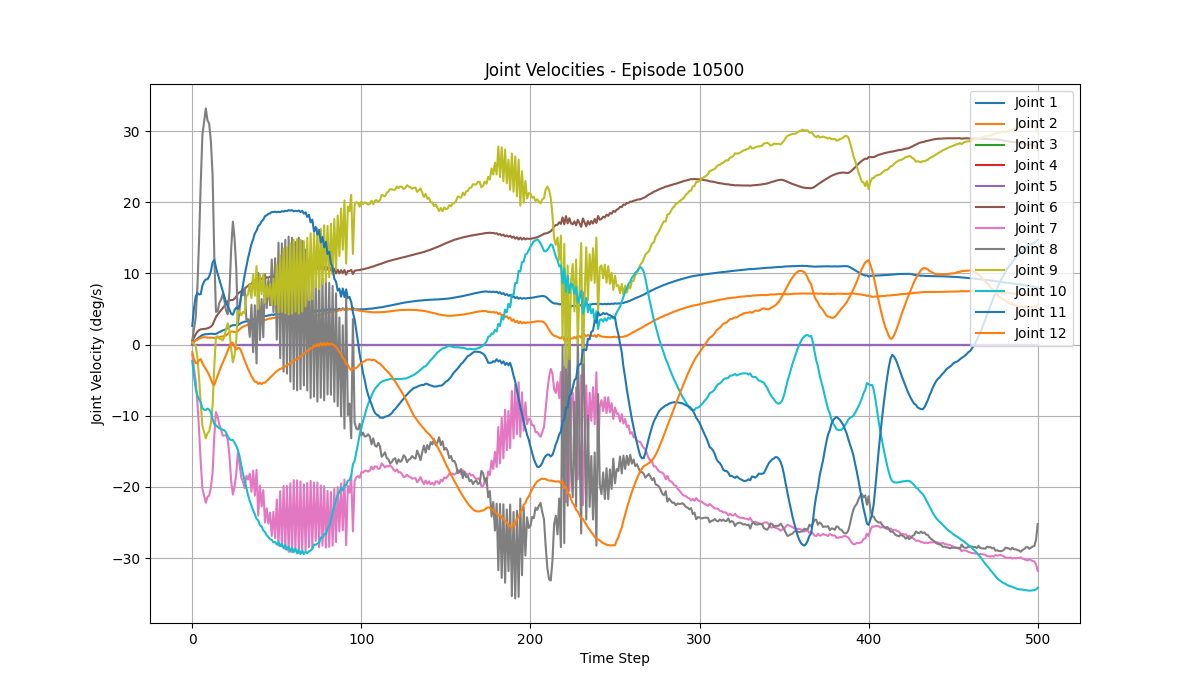 Joint Velocities - Episode 10500
Joint Velocity (deg/s)
30
20
10
0
−10
−20
−30
0
100
200
300
400
500
Time Step
Joint 1
Joint 2
Joint 3
Joint 4
Joint 5
Joint 6
Joint 7
Joint 8
Joint 9
Joint 10
Joint 11
Joint 12